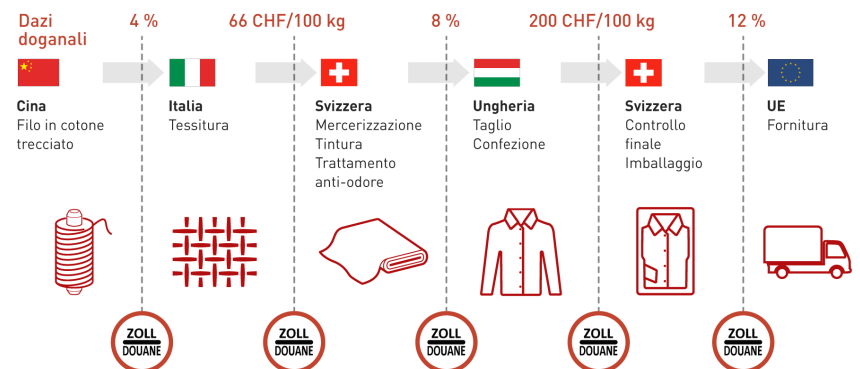 Dazi doganali
4 %
66 CHF/100 kg
8 %
200 CHF/100 kg
12 %
Cina
Filo in cotone
trecciato
Italia
Tessitura
Svizzera
Mercerizzazione
Tintura
Trattamento
anti-odore
Ungheria
Taglio
Confezione
Svizzera
Controllo
finale
Imballaggio
UE
Fornitura
ZOLL
DOUANE
ZOLL
DOUANE
ZOLL
DOUANE
ZOLL
DOUANE
ZOLL
DOUANE